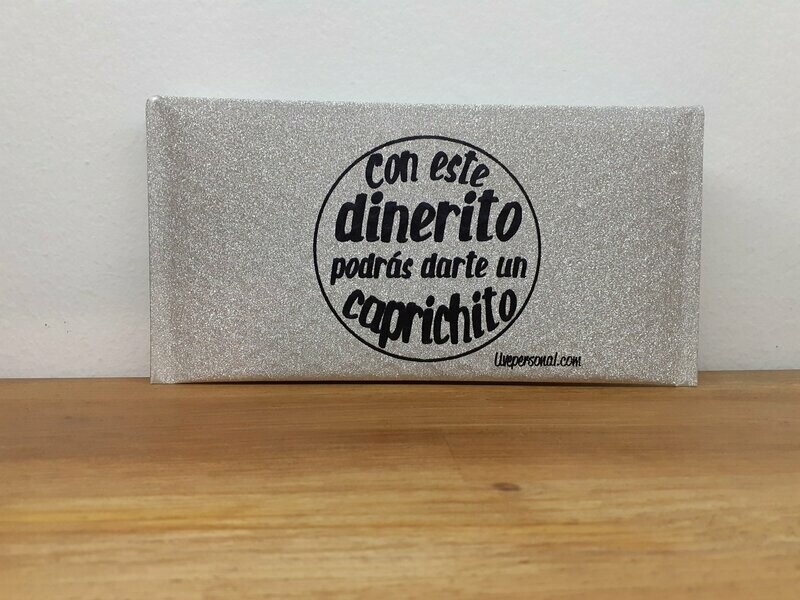 con este
dinerito
podrás darte un
caprichito
Livepersonal.com